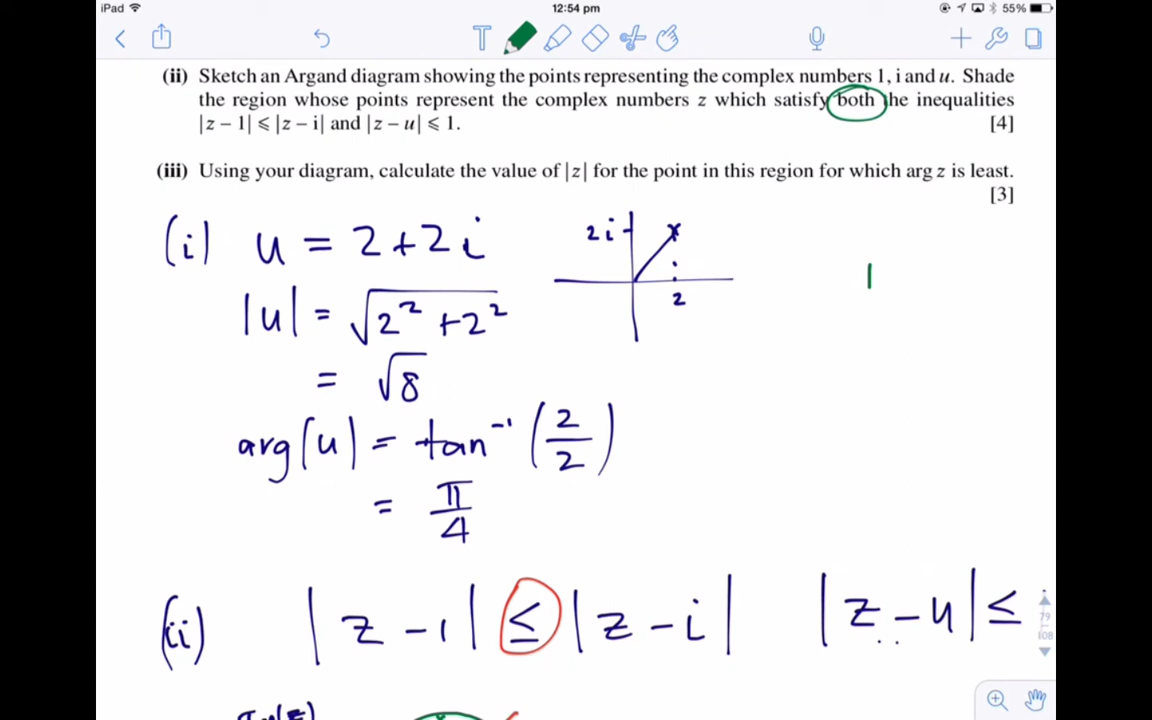 iPad 12:54 pm 55%
T
(ii) Sketch an Argand diagram showing the points representing the complex numbers 1, i and u. Shade
the region whose points represent the complex numbers z which satisfy both the inequalities
|z − 1| ⩽ |z − i| and |z − u| ⩽ 1. [4]
(iii) Using your diagram, calculate the value of |z| for the point in this region for which arg z is least.
[3]
(i) u = 2+2i
2i
2
|
|u| = √2² +2²
= √8
arg(u) = tan⁻¹ (2/2)
= π/4
(ii) |z − 1| ≤ |z − i| |z − u| ≤
79
108
Im(z)